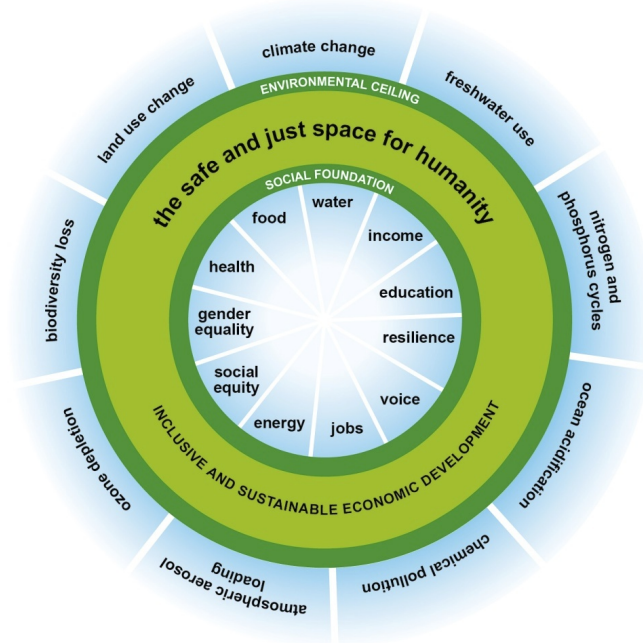 climate change
freshwater use
nitrogen and
phosphorus cycles
ocean acidification
chemical pollution
atmospheric aerosol
loading
ozone depletion
biodiversity loss
land use change
ENVIRONMENTAL CEILING
the safe and just space for humanity
SOCIAL FOUNDATION
water
income
education
resilience
voice
jobs
energy
social
equity
gender
equality
health
food
INCLUSIVE AND SUSTAINABLE ECONOMIC DEVELOPMENT